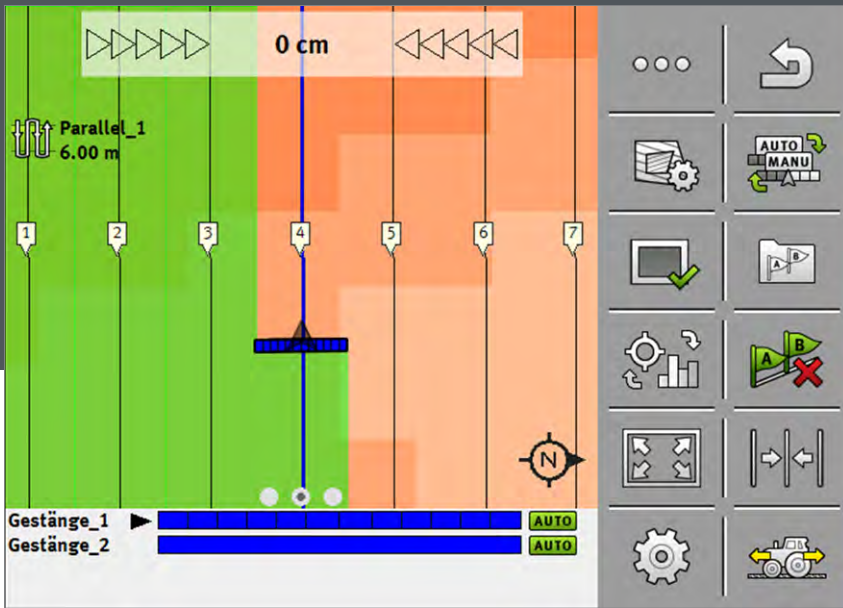 0 cm
Parallel_1
6.00 m
1 2 3 4 5 6 7
N
Gestänge_1 AUTO
Gestänge_2 AUTO
AUTO
MANU
A B
A B